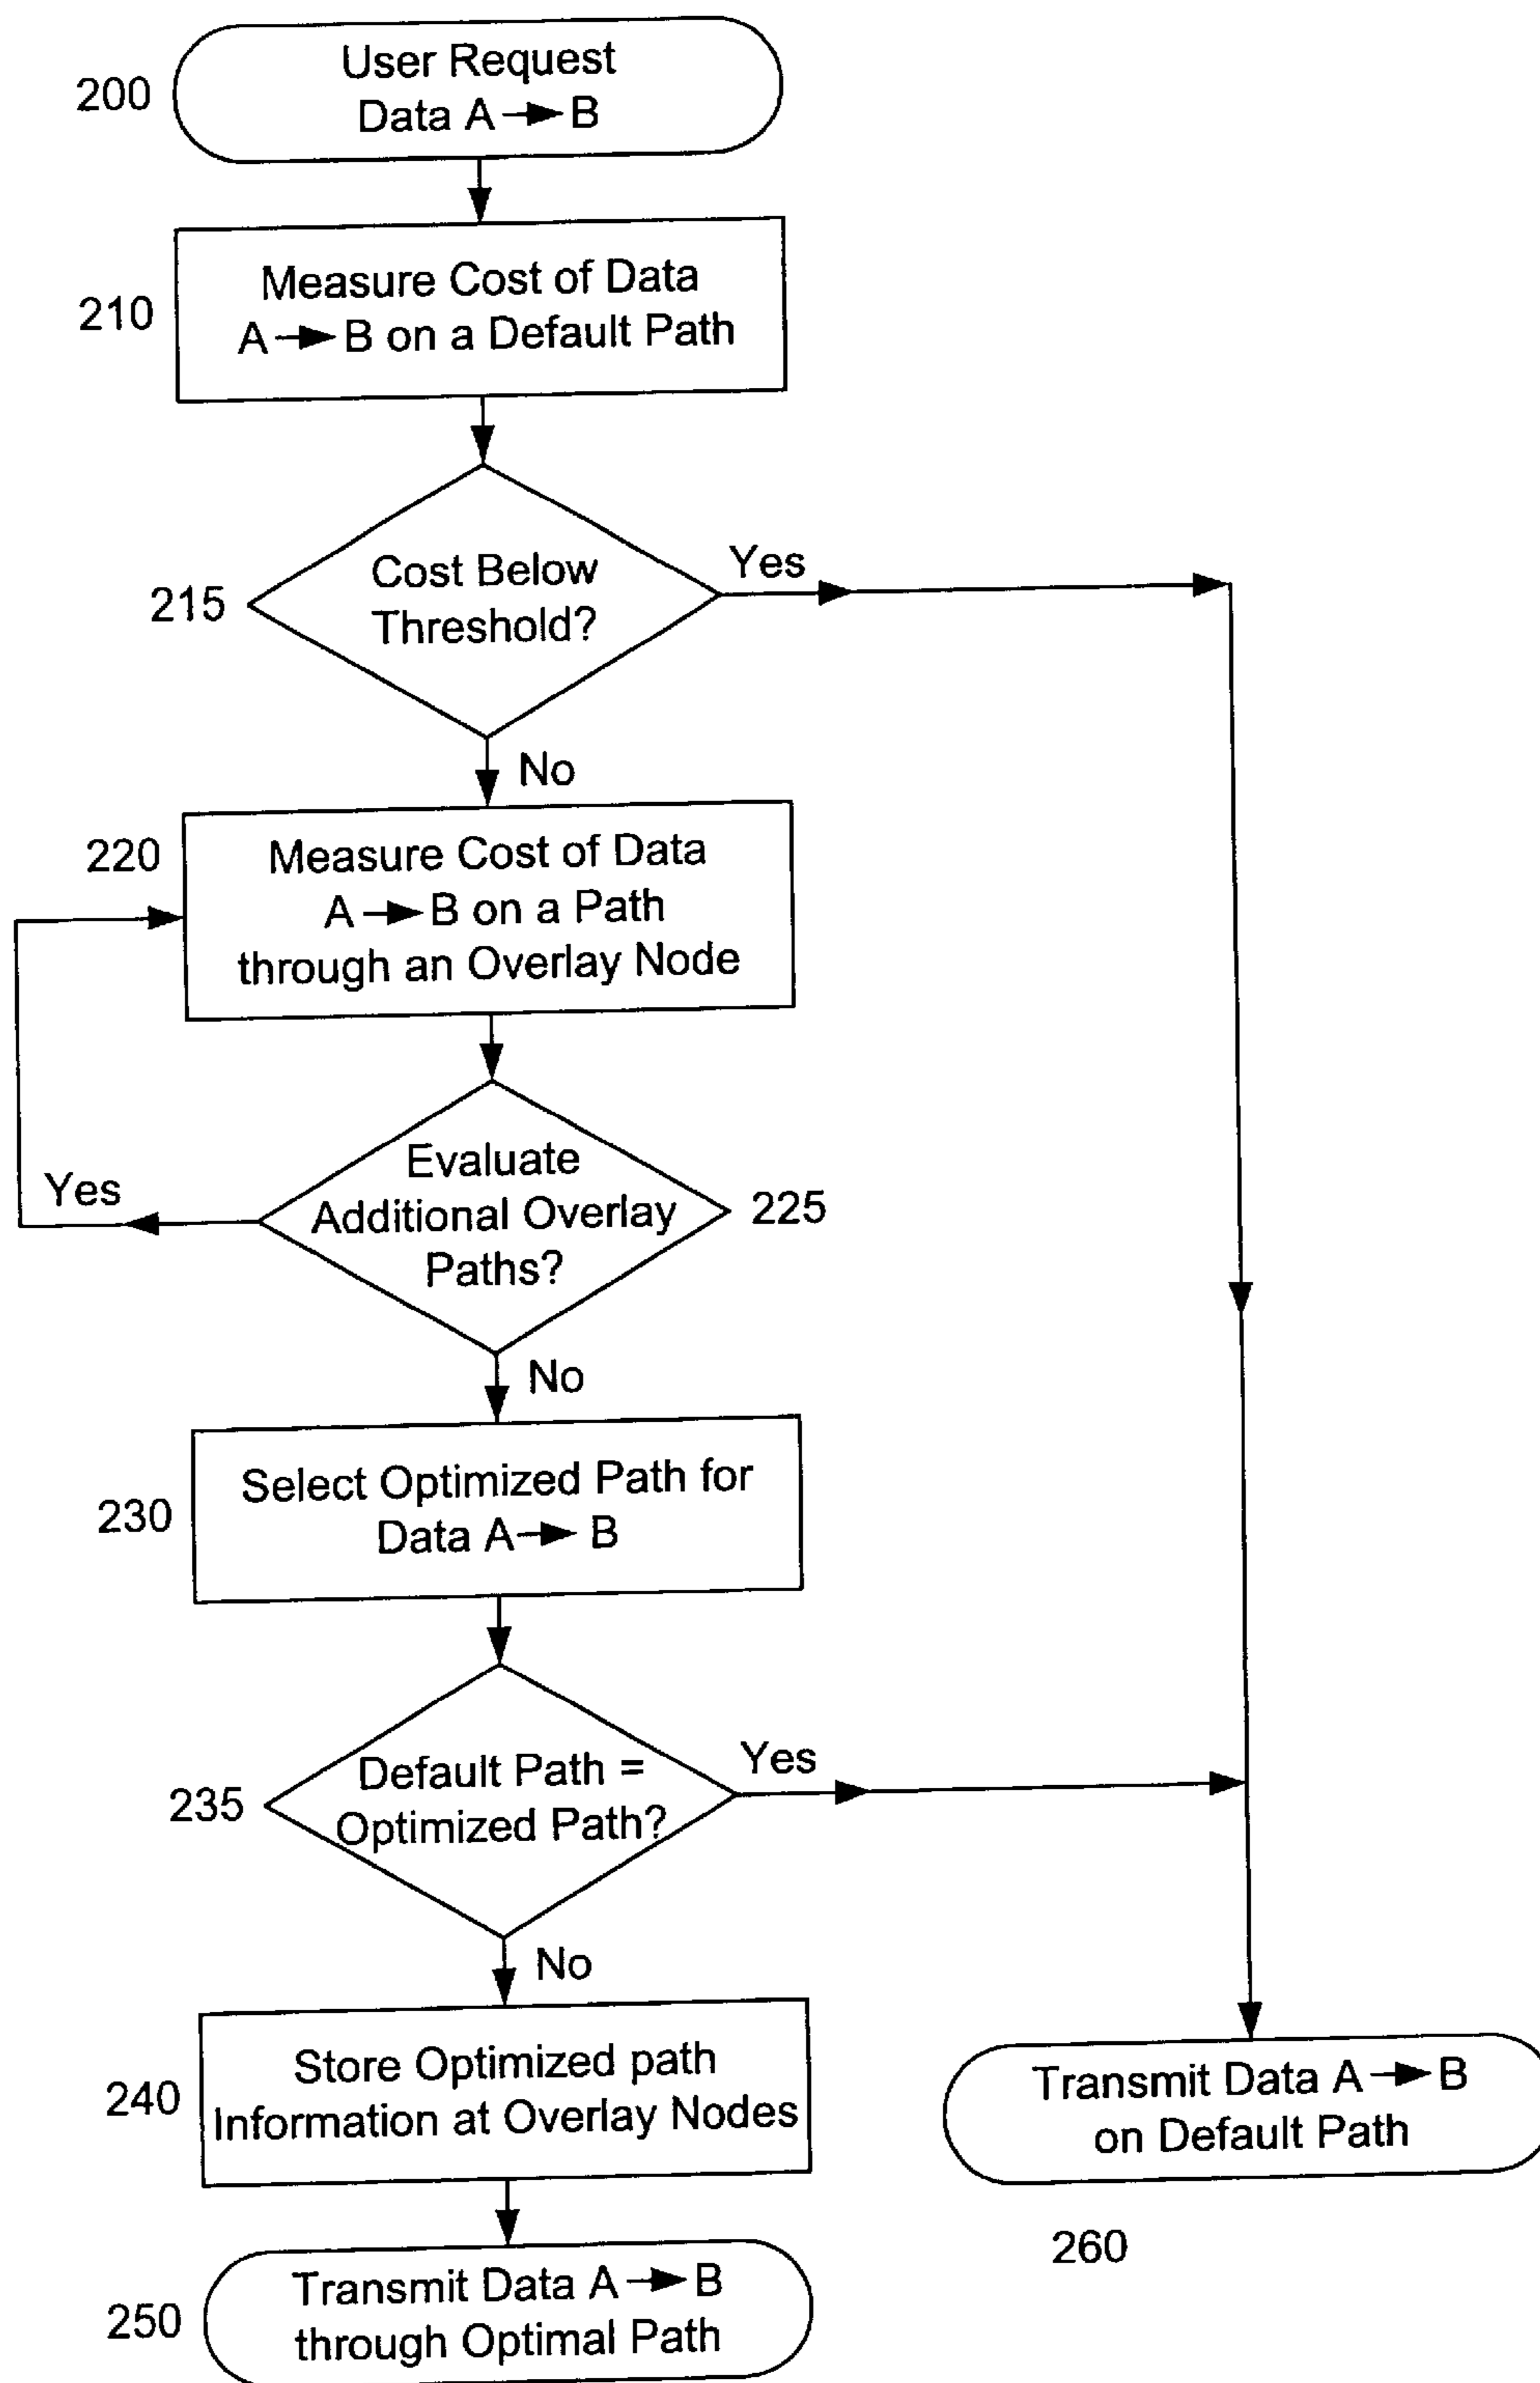 User Request
200
Data A → B
Measure Cost of Data
210
A → B on a Default Path
Cost Below
Threshold?
215
Yes
No
220
Measure Cost of Data
A → B on a Path
through an Overlay Node
Evaluate
Additional Overlay
Paths?
225
Yes
No
230
Select Optimized Path for
Data A → B
235
Default Path =
Optimized Path?
Yes
No
240
Store Optimized path
Information at Overlay Nodes
Transmit Data A → B
on Default Path
260
250
Transmit Data A → B
through Optimal Path